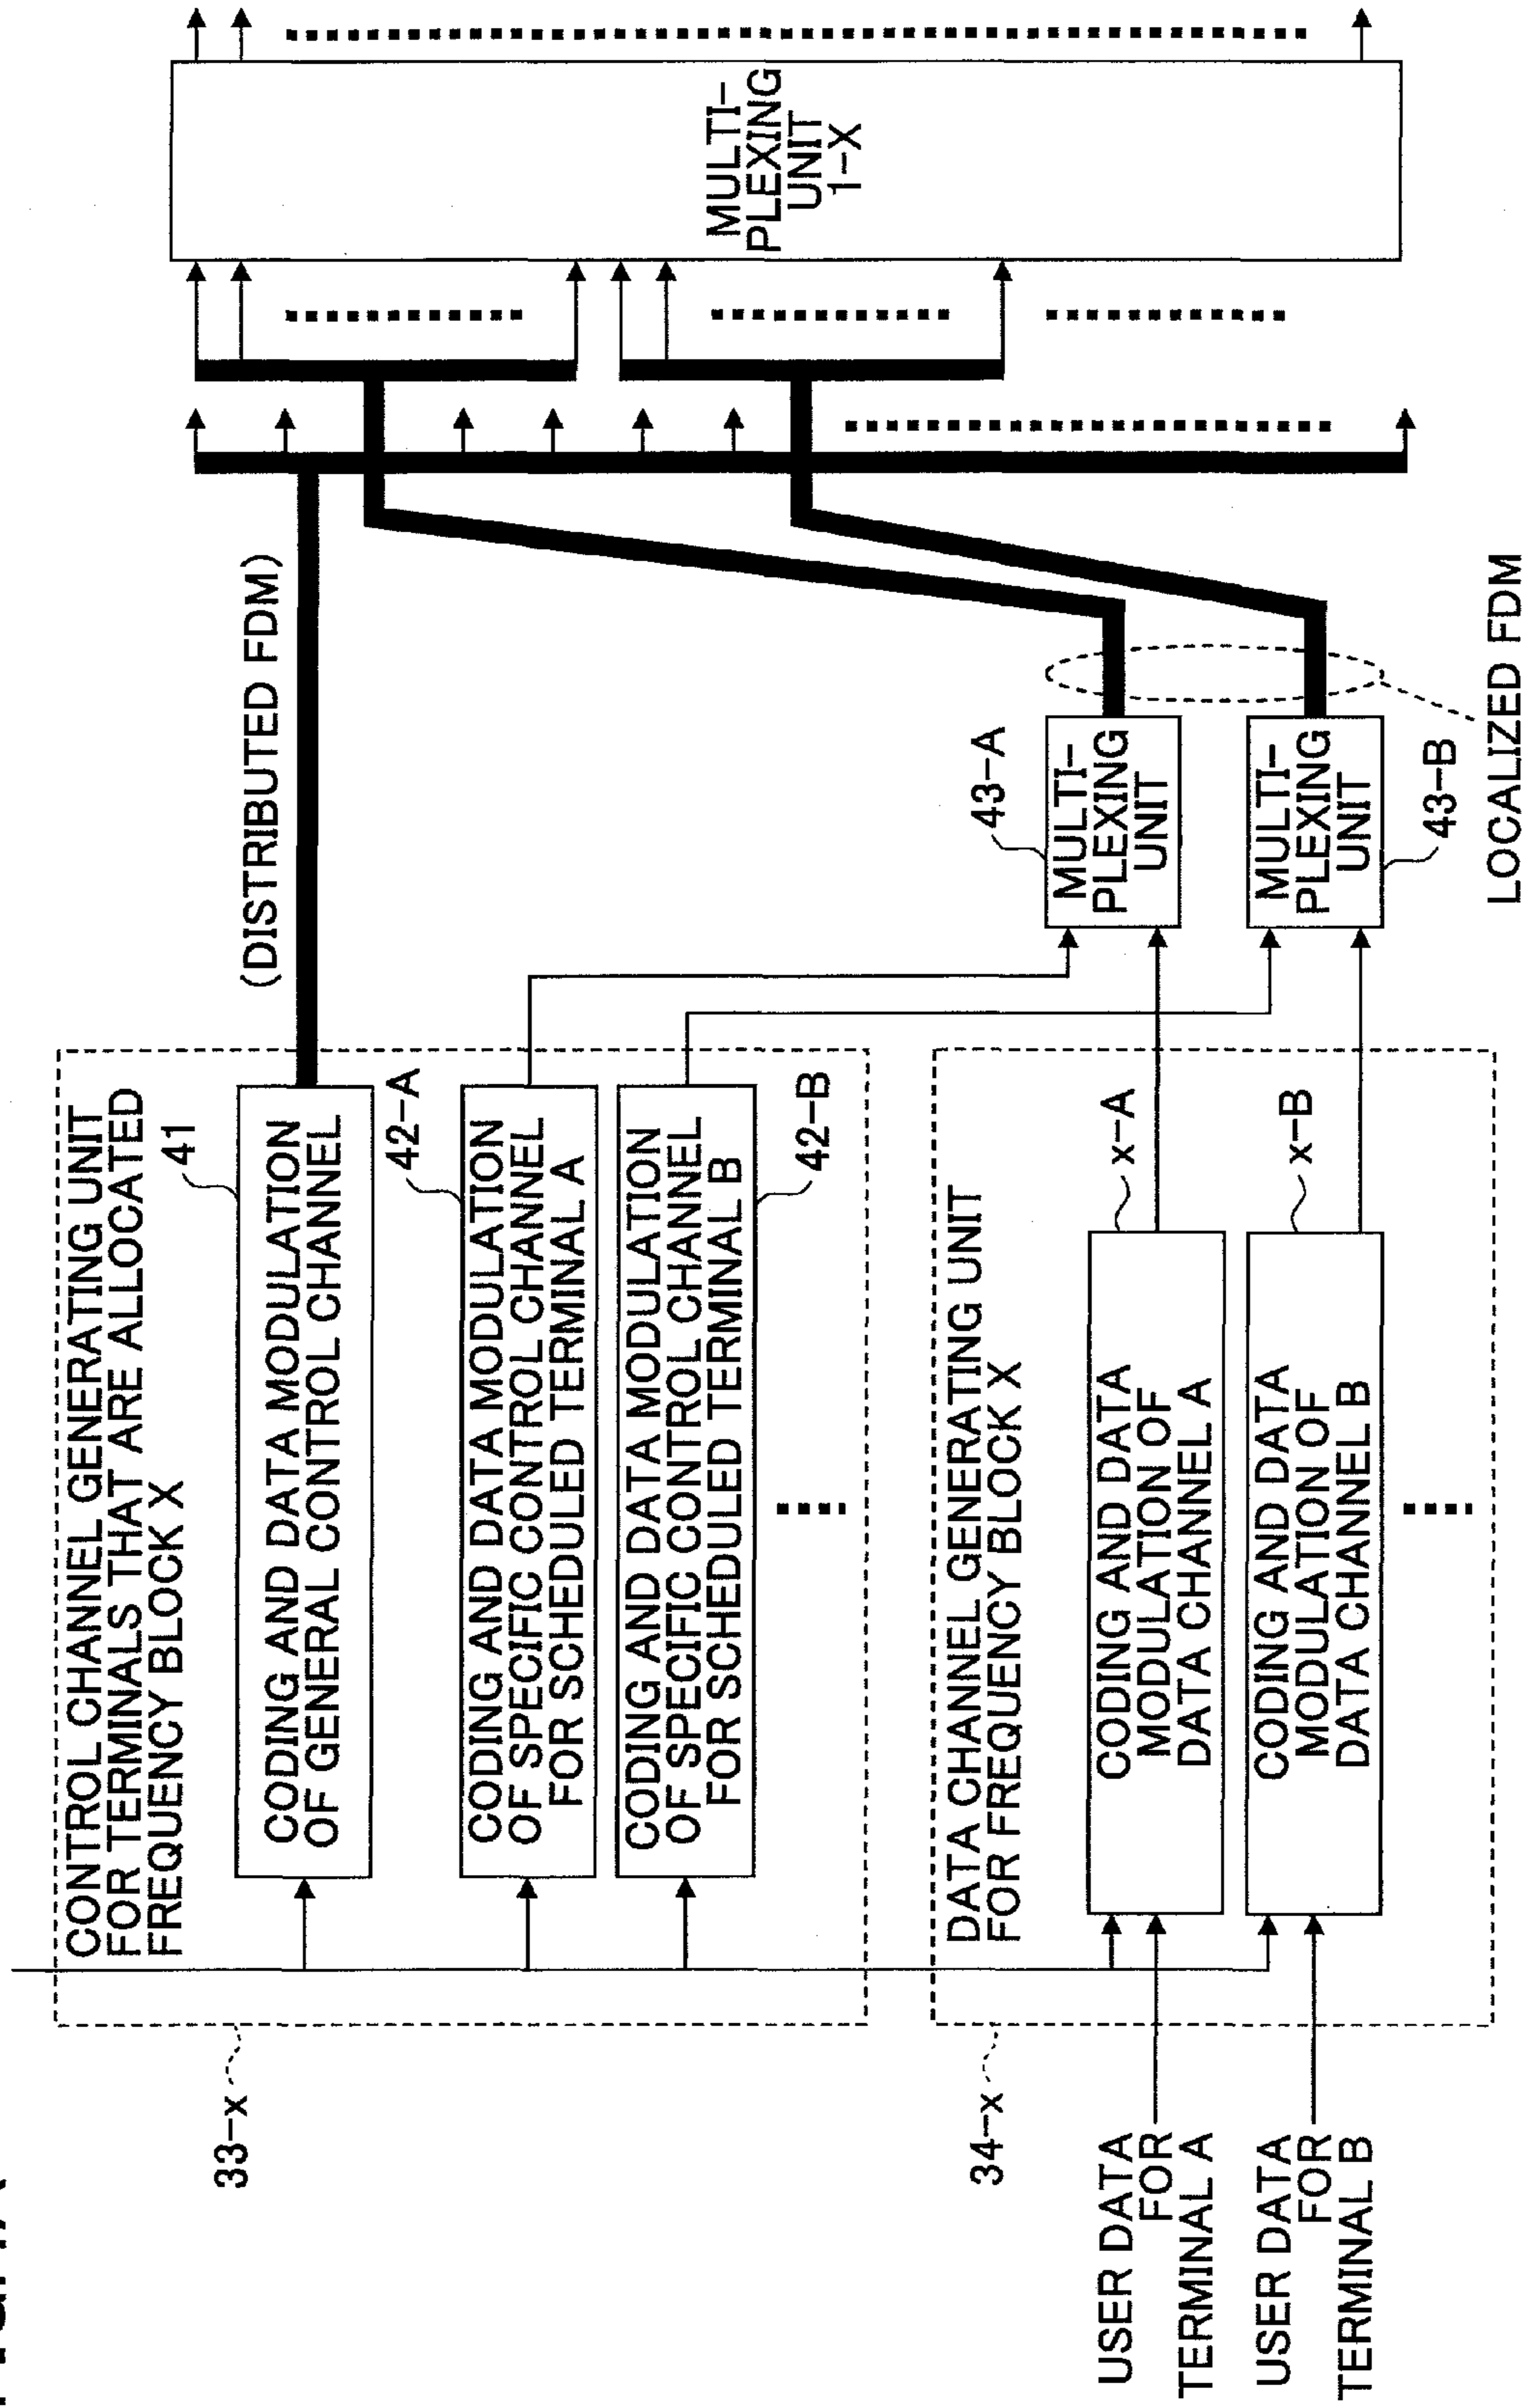 CONTROL CHANNEL GENERATING UNIT
FOR TERMINALS THAT ARE ALLOCATED
FREQUENCY BLOCK X
33-x
41
CODING AND DATA MODULATION
OF GENERAL CONTROL CHANNEL
(DISTRIBUTED FDM)
42-A
CODING AND DATA MODULATION
OF SPECIFIC CONTROL CHANNEL
FOR SCHEDULED TERMINAL A
CODING AND DATA MODULATION
OF SPECIFIC CONTROL CHANNEL
FOR SCHEDULED TERMINAL B
42-B
MULTI-
PLEXING
UNIT
1-X
DATA CHANNEL GENERATING UNIT
FOR FREQUENCY BLOCK X
34-x
43-A
MULTI-
PLEXING
UNIT
x-A
CODING AND DATA
MODULATION OF
DATA CHANNEL A
USER DATA
FOR
TERMINAL A
x-B
CODING AND DATA
MODULATION OF
DATA CHANNEL B
USER DATA
FOR
TERMINAL B
MULTI-
PLEXING
UNIT
43-B
LOCALIZED FDM